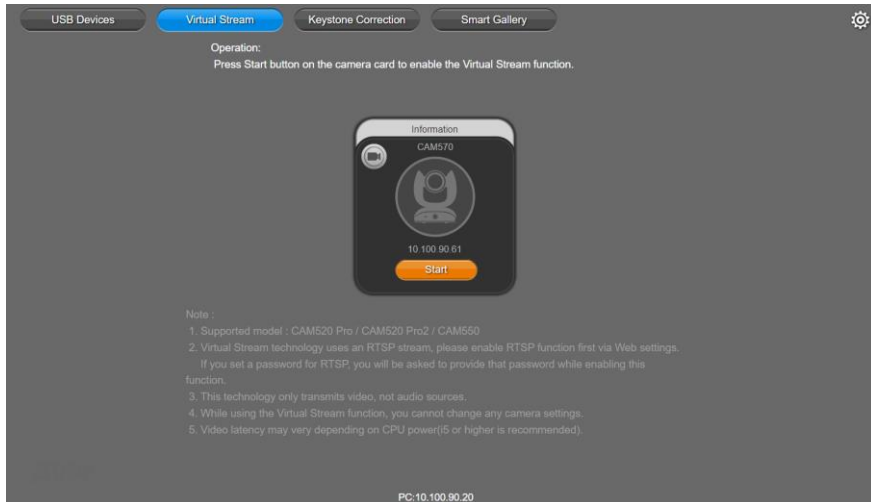 USB Devices
Virtual Stream
Keystone Correction
Smart Gallery
Operation:
Press Start button on the camera card to enable the Virtual Stream function.
Information
CAM570
10.100.90.61
Start
Note :
1. Supported model : CAM520 Pro / CAM520 Pro2 / CAM550
2. Virtual Stream technology uses an RTSP stream, please enable RTSP function first via Web settings.
If you set a password for RTSP, you will be asked to provide that password while enabling this
function.
3. This technology only transmits video, not audio sources.
4. While using the Virtual Stream function, you cannot change any camera settings.
5. Video latency may very depending on CPU power(i5 or higher is recommended).
PC:10.100.90.20